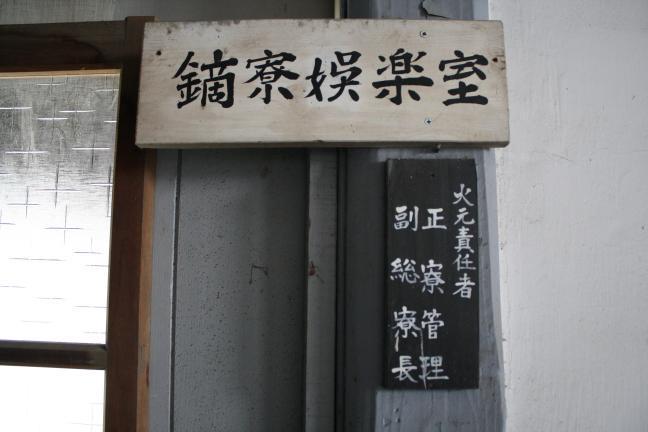 鏑寮娯楽室
火元責任者
正寮管理
副総寮長